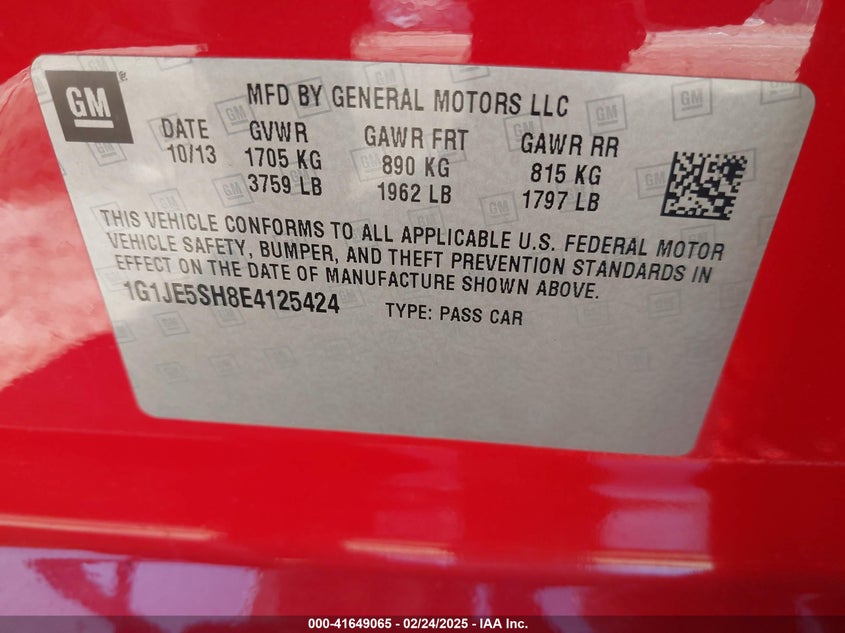 GM
MFD BY GENERAL MOTORS LLC
DATE GVWR GAWR FRT GAWR RR
10/13 1705 KG 890 KG 815 KG
3759 LB 1962 LB 1797 LB
THIS VEHICLE CONFORMS TO ALL APPLICABLE U.S. FEDERAL MOTOR
VEHICLE SAFETY, BUMPER, AND THEFT PREVENTION STANDARDS IN
EFFECT ON THE DATE OF MANUFACTURE SHOWN ABOVE.
1G1JE5SH8E4125424 TYPE: PASS CAR
000-41649065 - 02/24/2025 - IAA Inc.